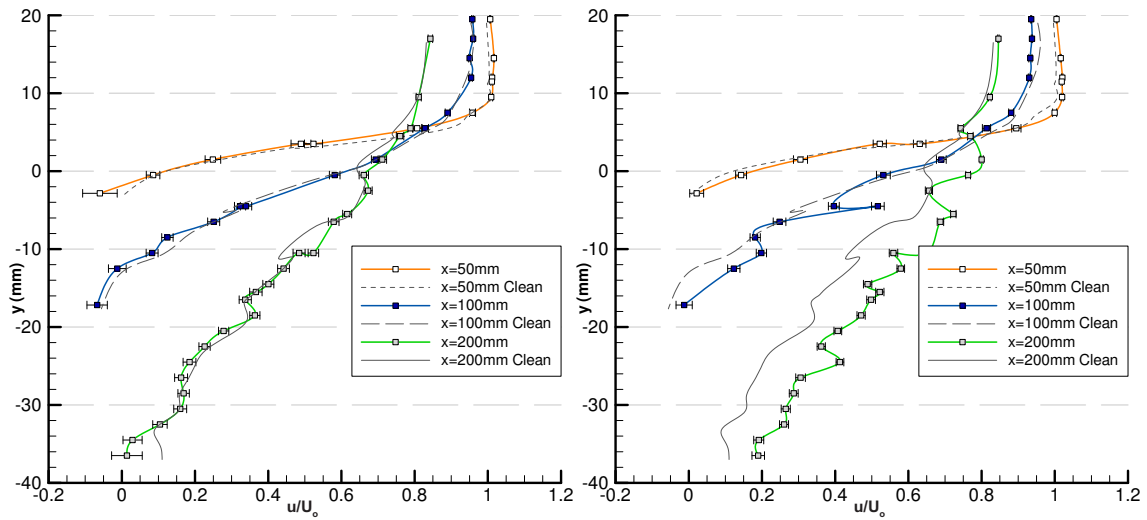 20
10
0
-10
-20
-30
-40
y (mm)
-0.2
0
0.2
0.4
0.6
0.8
1
1.2
u/Uₒ
x=50mm
x=50mm Clean
x=100mm
x=100mm Clean
x=200mm
x=200mm Clean
20
10
0
-10
-20
-30
-40
y (mm)
-0.2
0
0.2
0.4
0.6
0.8
1
1.2
u/Uₒ
x=50mm
x=50mm Clean
x=100mm
x=100mm Clean
x=200mm
x=200mm Clean